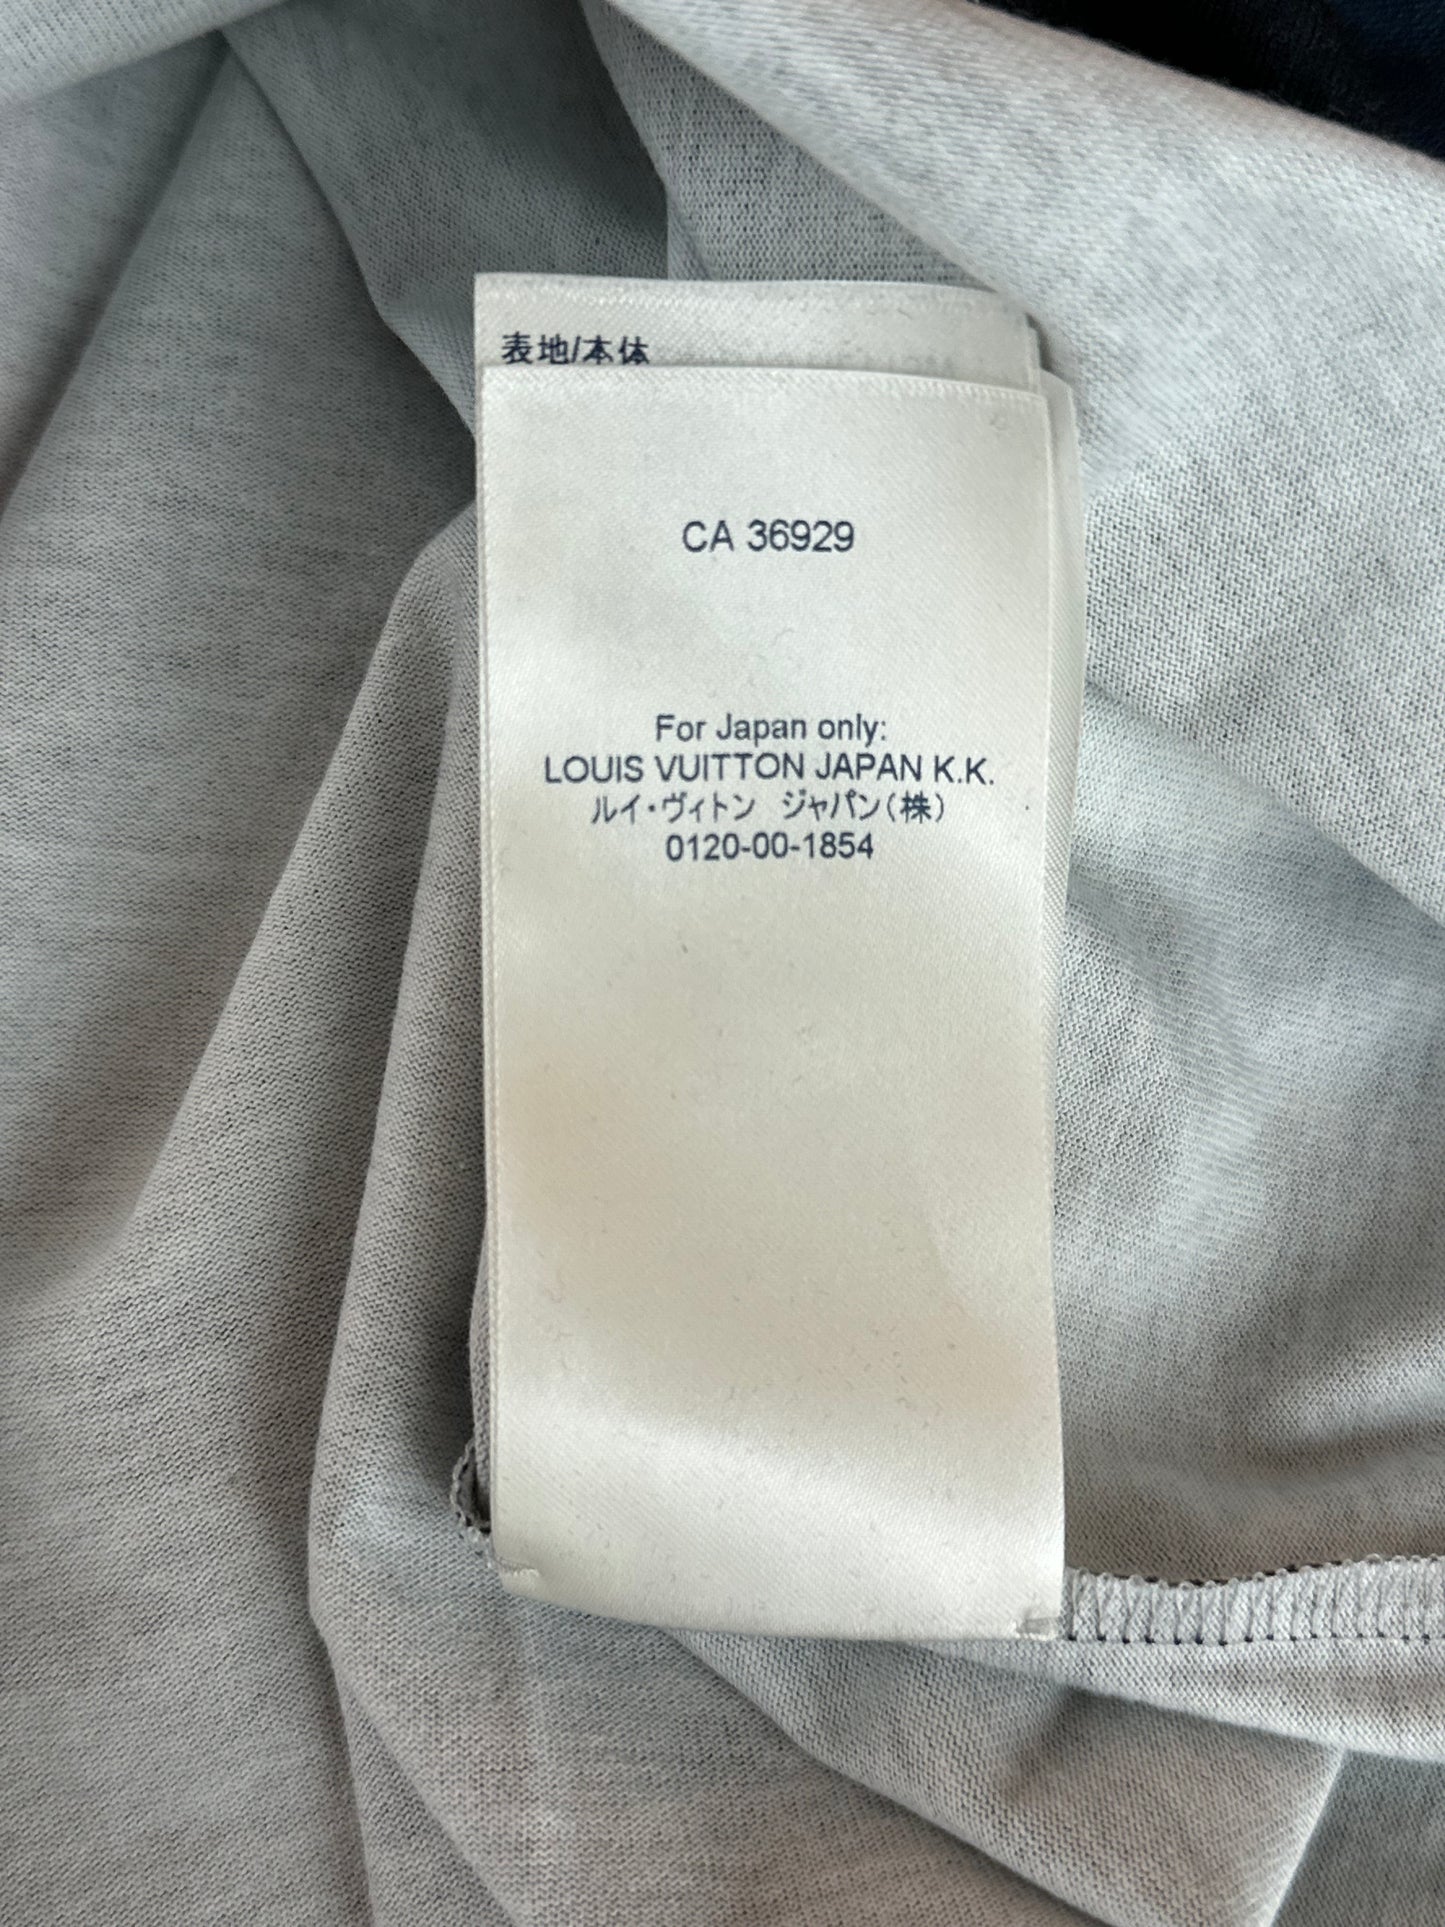 表地/本体
CA 36929
For Japan only:
LOUIS VUITTON JAPAN K.K.
ルイ・ヴィトン ジャパン(株)
0120-00-1854